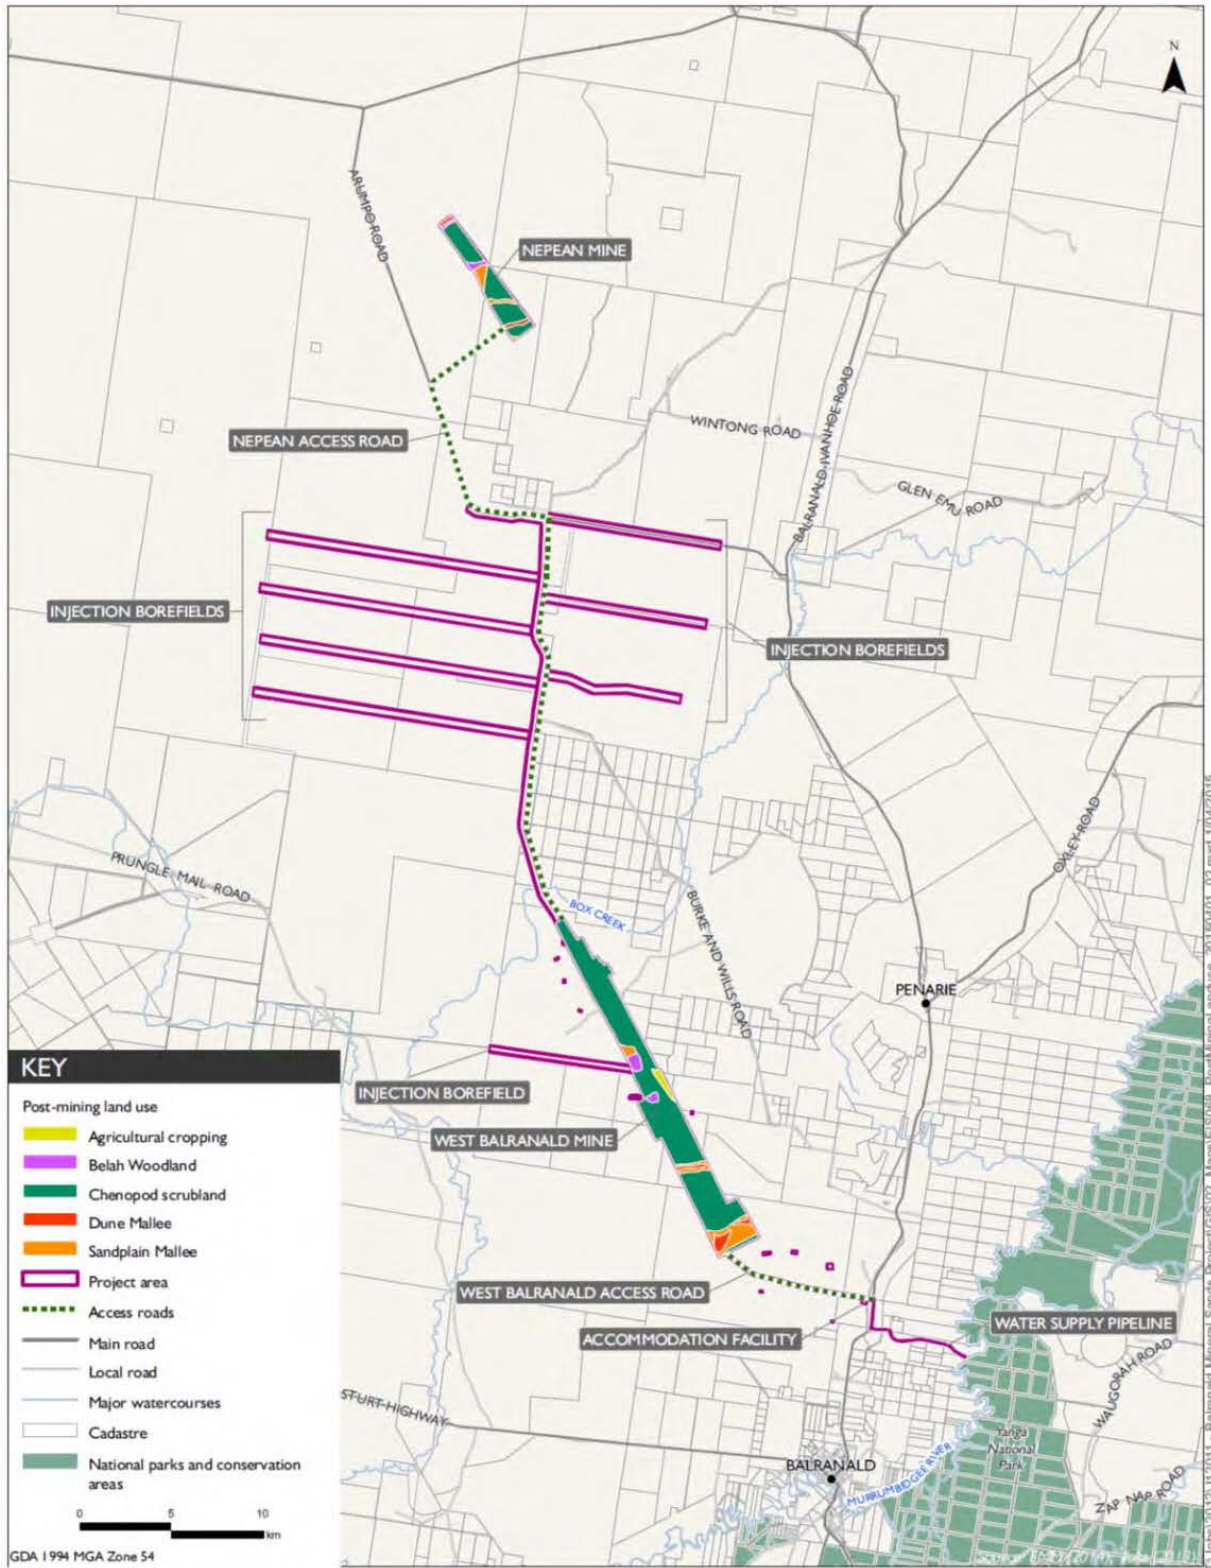 N
ARUMPO ROAD
NEPEAN MINE
NEPEAN ACCESS ROAD
WINTONG ROAD
BALRANALD-IVANHOE ROAD
GLEN EMU ROAD
INJECTION BOREFIELDS
INJECTION BOREFIELDS
OXLEY ROAD
PRUNGLE MAIL ROAD
BOX CREEK
BURKE AND WILLS ROAD
PENARIE
INJECTION BOREFIELD
WEST BALRANALD MINE
WEST BALRANALD ACCESS ROAD
ACCOMMODATION FACILITY
WATER SUPPLY PIPELINE
WAUGORAH ROAD
STURT HIGHWAY
Yanga
National
Park
BALRANALD
MURRUMBIDGEE RIVER
ZAP NAP ROAD
KEY
Post-mining land use
Agricultural cropping
Belah Woodland
Chenopod scrubland
Dune Mallee
Sandplain Mallee
Project area
Access roads
Main road
Local road
Major watercourses
Cadastre
National parks and conservation
areas
0 5 10
km
GDA 1994 MGA Zone 54